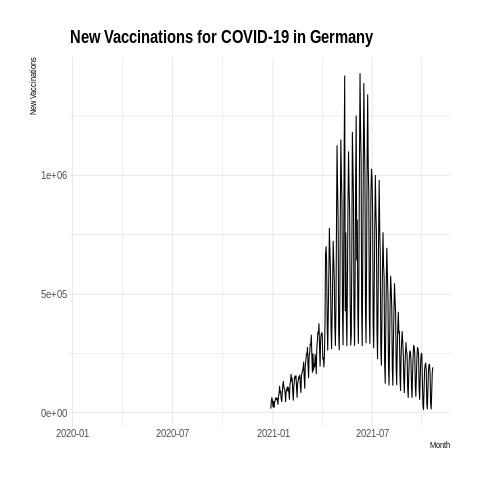 New Vaccinations for COVID-19 in Germany
New Vaccinations
1e+06
5e+05
0e+00
2020-01
2020-07
2021-01
2021-07
Month